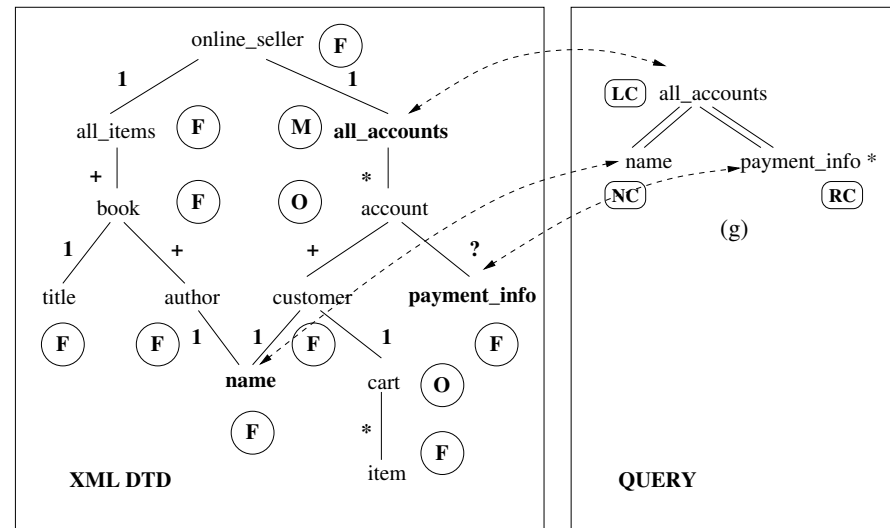 online_seller F
1 1
all_items F M all_accounts
+ *
book F O account
1 + + ?
title author customer payment_info
F F 1 1 F 1 F
name cart O
F * F
item
XML DTD
LC all_accounts
name payment_info *
NC RC
(g)
QUERY